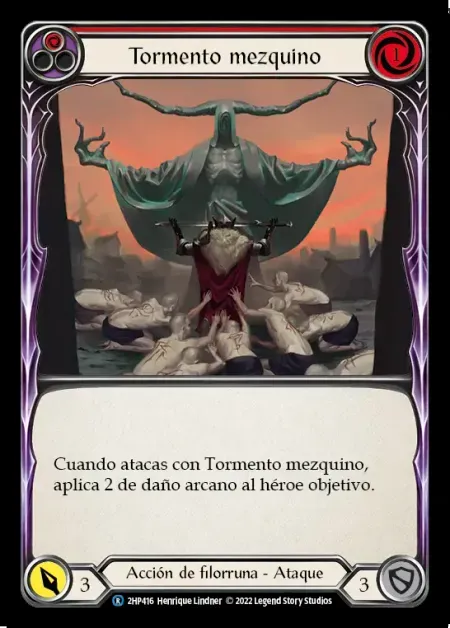 Tormento mezquino
1
Cuando atacas con Tormento mezquino,
aplica 2 de daño arcano al héroe objetivo.
3
Acción de filorruna - Ataque
3
R 2HP416 Henrique Lindner © 2022 Legend Story Studios